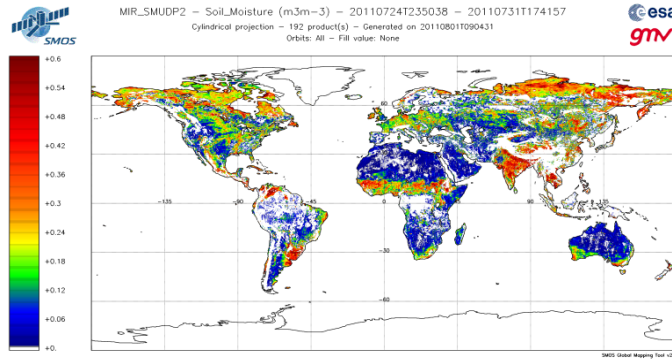 MIR_SMUDP2 - Soil_Moisture (m3m-3) - 20110724T235038 - 20110731T174157
Cylindrical projection - 192 product(s) - Generated on 20110801T090431
Orbits: All - Fill value: None
SMOS
esa
gmv
+0.6
+0.54
+0.48
+0.42
+0.36
+0.3
+0.24
+0.18
+0.12
+0.06
+0.
60
-135
-90
-45
0
90
135
-30
-60
SMOS Global Mapping Tool